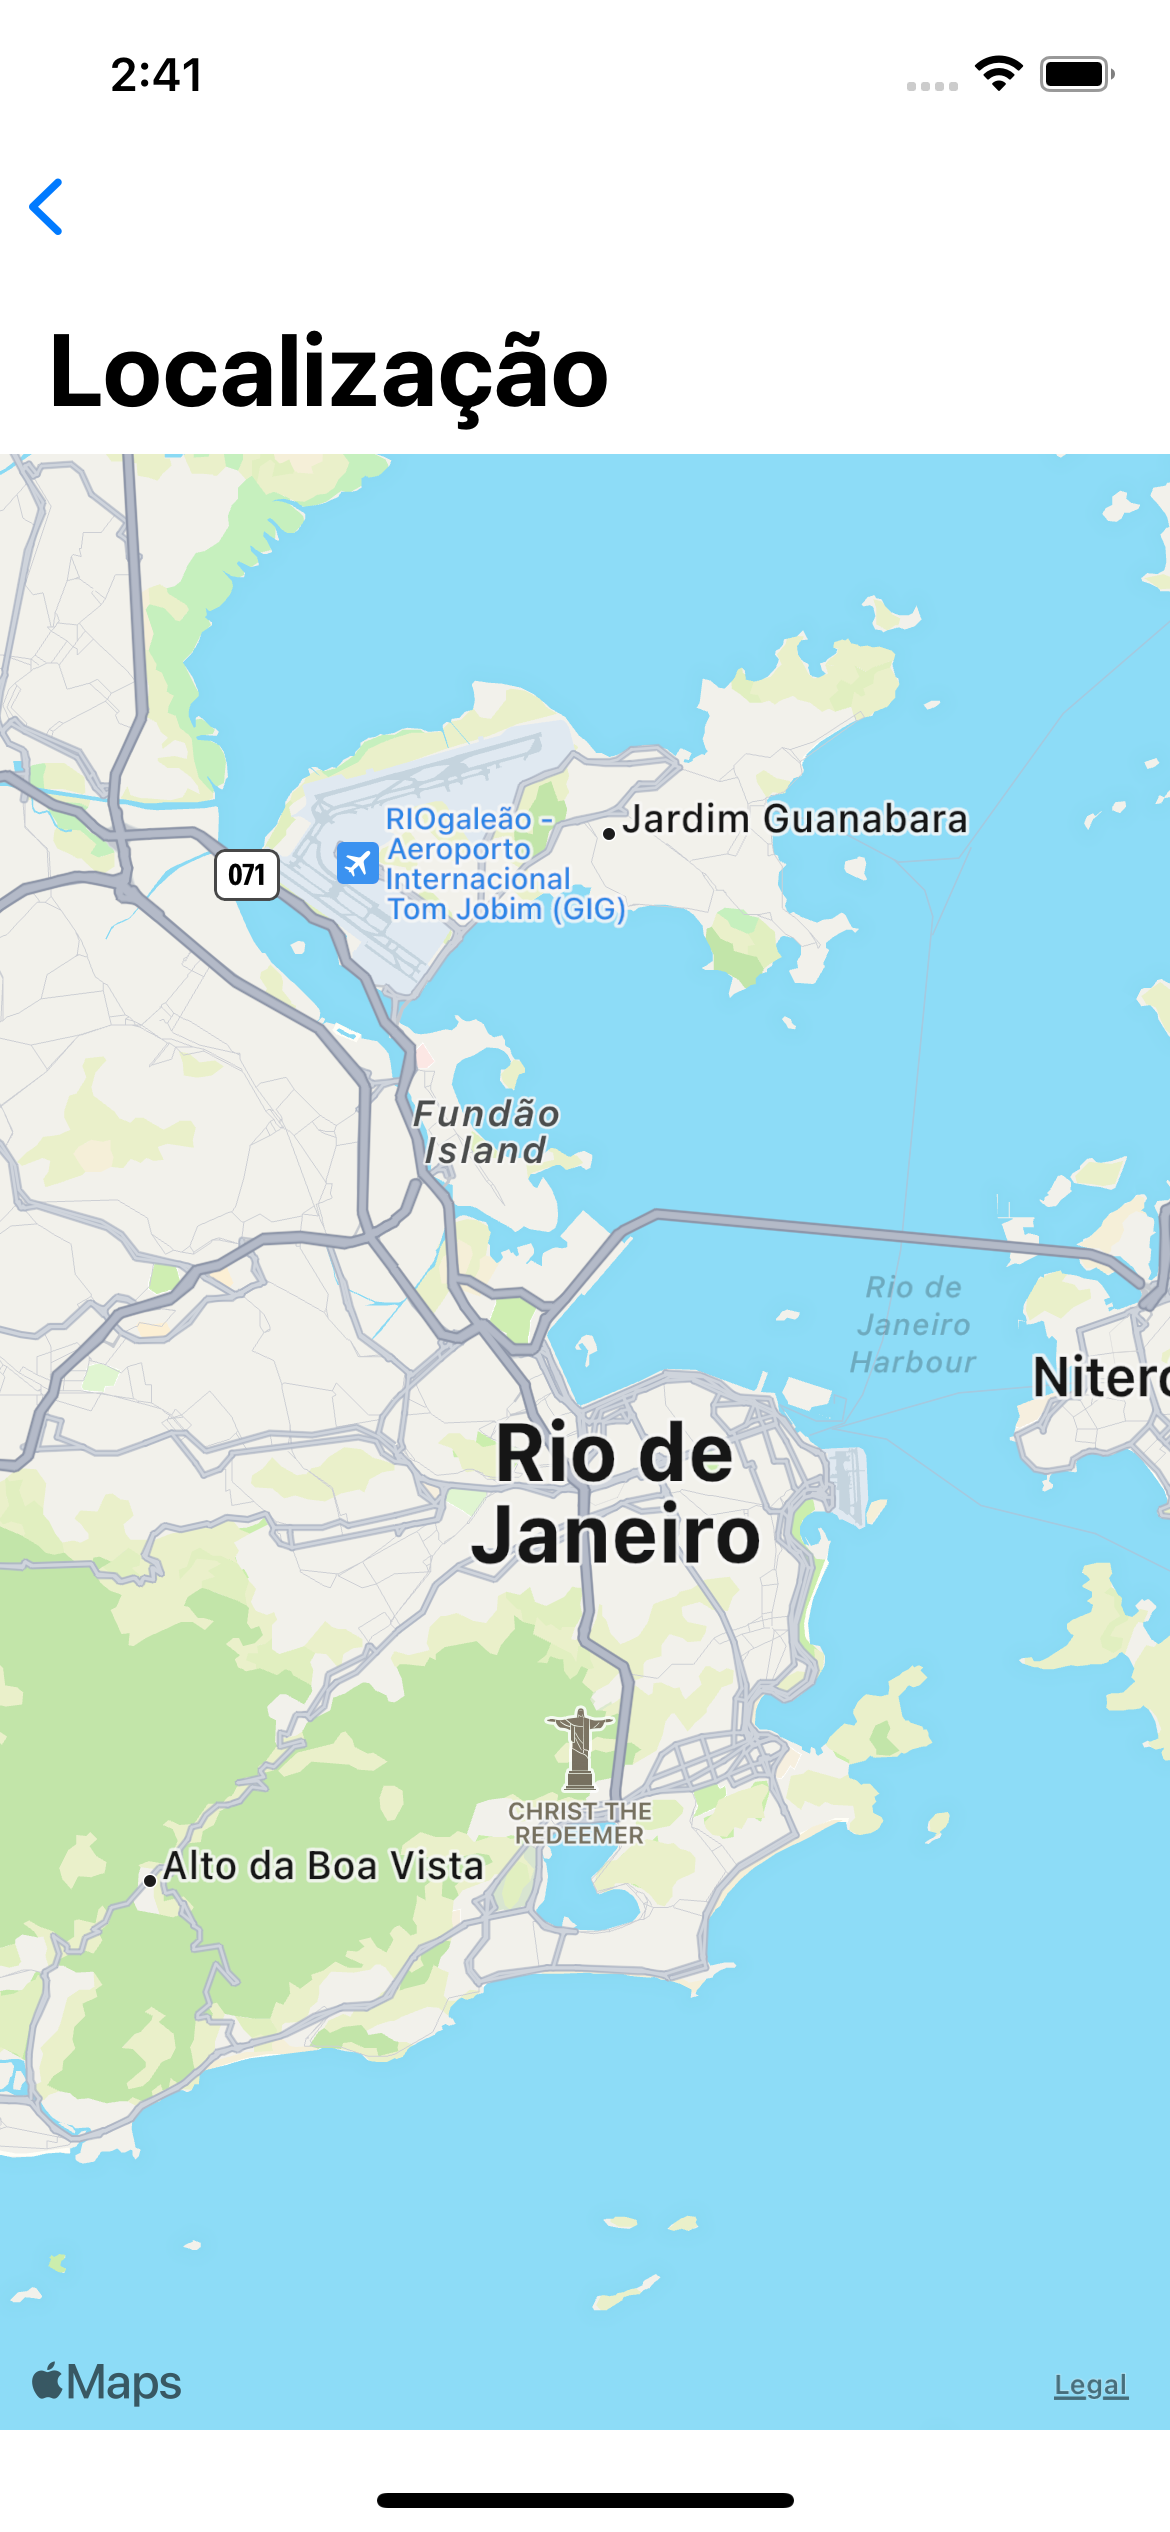 2:41
Localização
RIOgaleão -
Aeroporto
Internacional
Tom Jobim (GIG)
Jardim Guanabara
071
Fundão
Island
Rio de
Janeiro
Harbour
Niter
Rio de
Janeiro
CHRIST THE
REDEEMER
Alto da Boa Vista
Maps
Legal